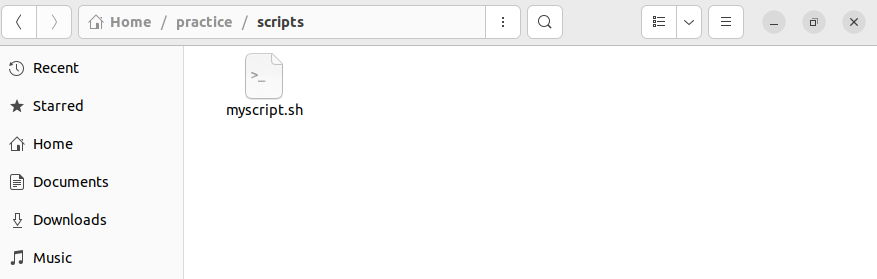 Home / practice / scripts
Recent
>_
myscript.sh
Starred
Home
Documents
Downloads
Music